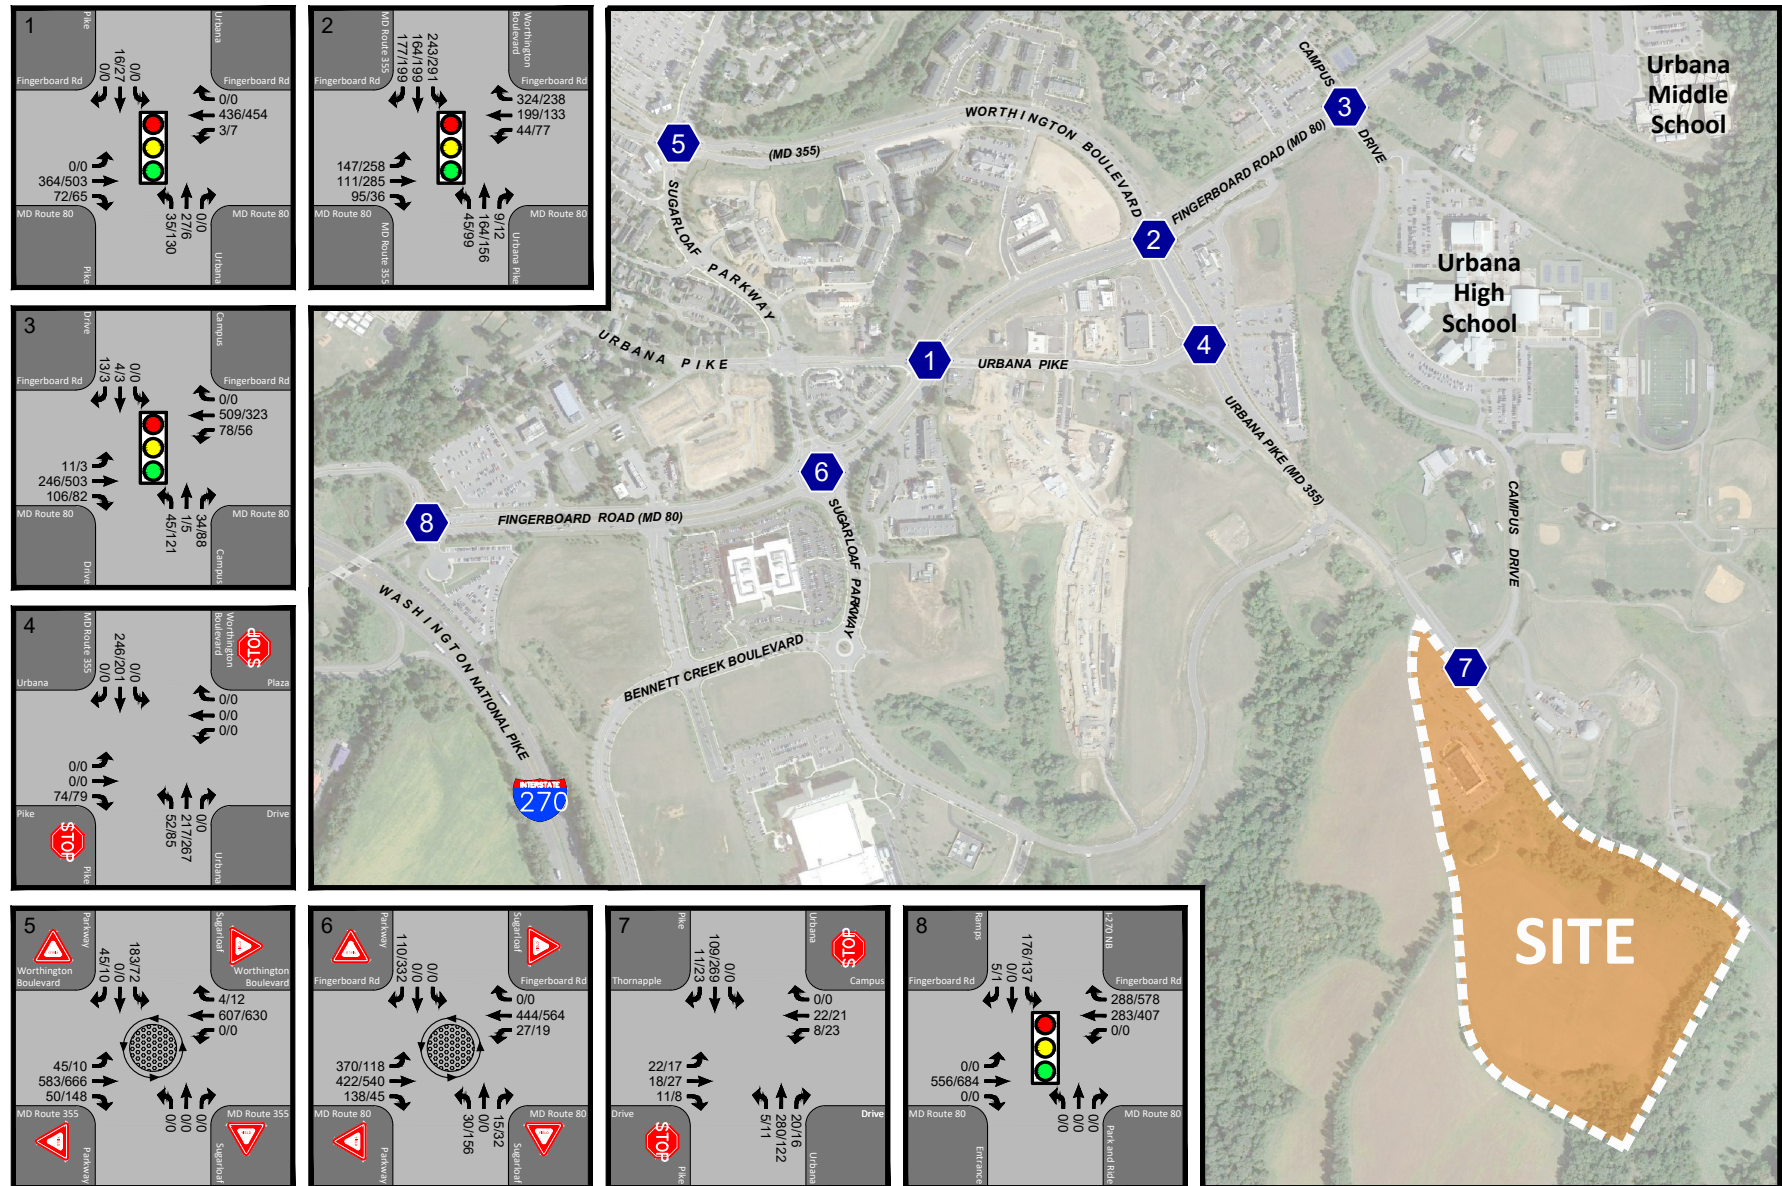 1
Pike
Urbana
Fingerboard Rd
Fingerboard Rd
0/0
16/27
0/0
0/0
436/454
3/7
0/0
364/503
72/65
35/130
27/6
0/0
MD Route 80
MD Route 80
Pike
Urbana
2
MD Route 355
Worthington
Boulevard
Fingerboard Rd
Fingerboard Rd
177/199
164/199
243/291
324/238
199/133
44/77
147/258
111/285
95/36
45/99
164/156
9/12
MD Route 80
MD Route 80
MD Route 355
Urbana Pike
3
Drive
Campus
Fingerboard Rd
Fingerboard Rd
13/3
4/3
0/0
0/0
509/323
78/56
11/3
246/503
106/82
45/121
1/5
34/88
MD Route 80
MD Route 80
Drive
Campus
4
MD Route 355
Worthington
Boulevard
STOP
Urbana
Plaza
0/0
246/201
0/0
0/0
0/0
0/0
0/0
0/0
74/79
52/85
217/267
0/0
Pike
Drive
STOP
Pike
Urbana
5
Parkway
Sugarloaf
Worthington
Boulevard
Worthington
Boulevard
45/10
0/0
183/72
4/12
607/630
0/0
45/10
583/666
50/148
0/0
0/0
0/0
MD Route 355
MD Route 355
Parkway
Sugarloaf
6
Parkway
Sugarloaf
Fingerboard Rd
Fingerboard Rd
110/332
0/0
0/0
0/0
444/564
27/19
370/118
422/540
138/45
30/156
0/0
15/32
MD Route 80
MD Route 80
Parkway
Sugarloaf
7
Pike
Urbana
STOP
Thornapple
Campus
11/23
109/269
0/0
0/0
22/21
8/23
22/17
18/27
11/8
5/11
280/122
20/16
Drive
Drive
STOP
Pike
Urbana
8
Ramps
I-270 NB
Fingerboard Rd
Fingerboard Rd
5/1
0/0
176/137
288/578
283/407
0/0
0/0
556/684
0/0
0/0
0/0
0/0
MD Route 80
MD Route 80
Entrance
Park and Ride
CAMPUS DRIVE
Urbana
Middle
School
3
5
(MD 355)
WORTHINGTON BOULEVARD
FINGERBOARD ROAD (MD 80)
2
SUGARLOAF PARKWAY
Urbana
High
School
URBANA PIKE
1
URBANA PIKE
4
URBANA PIKE (MD 355)
6
8
FINGERBOARD ROAD (MD 80)
SUGARLOAF PARKWAY
CAMPUS DRIVE
WASHINGTON NATIONAL PIKE
BENNETT CREEK BOULEVARD
7
INTERSTATE
270
SITE